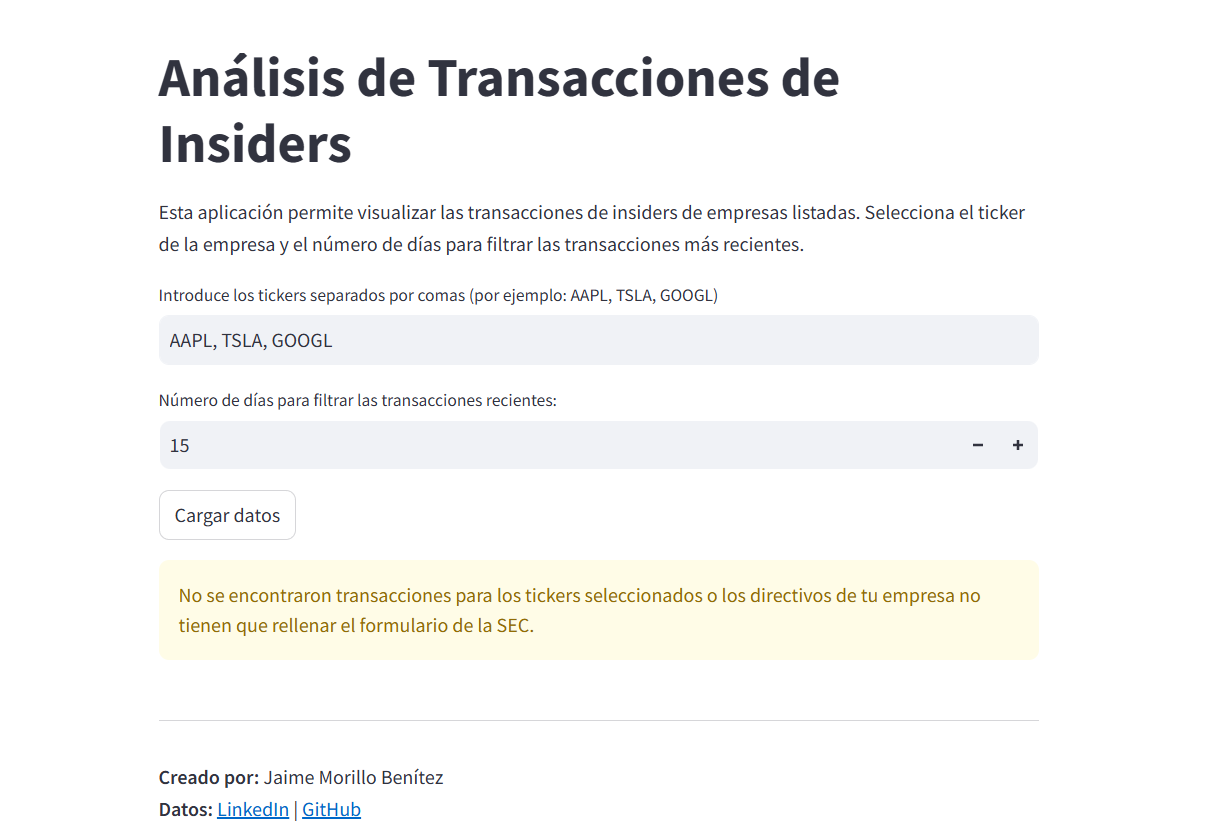 Análisis de Transacciones de
Insiders
Esta aplicación permite visualizar las transacciones de insiders de empresas listadas. Selecciona el ticker
de la empresa y el número de días para filtrar las transacciones más recientes.
Introduce los tickers separados por comas (por ejemplo: AAPL, TSLA, GOOGL)
AAPL, TSLA, GOOGL
Número de días para filtrar las transacciones recientes:
15 − +
Cargar datos
No se encontraron transacciones para los tickers seleccionados o los directivos de tu empresa no
tienen que rellenar el formulario de la SEC.
Creado por: Jaime Morillo Benítez
Datos: LinkedIn | GitHub